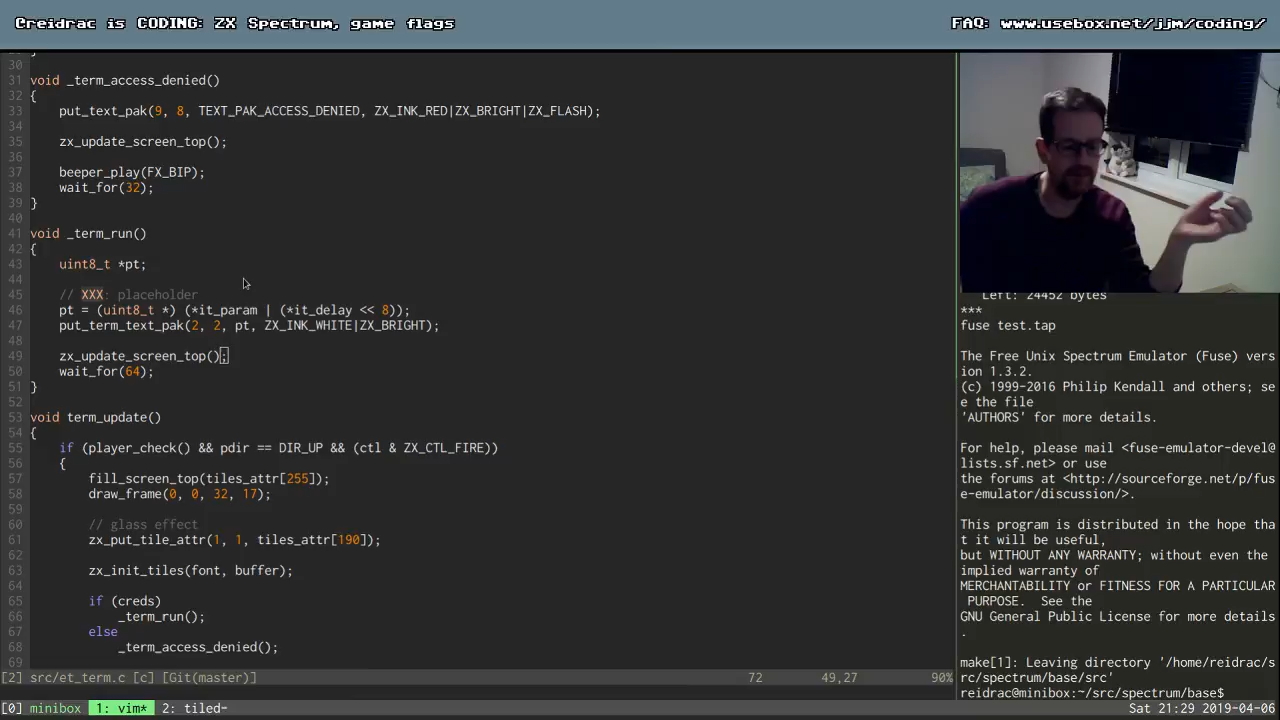 Creidrac is CODING: ZX Spectrum, game flags
FAQ: www.usebox.net/jjm/coding/
30
31 void _term_access_denied()
32 {
33     put_text_pak(9, 8, TEXT_PAK_ACCESS_DENIED, ZX_INK_RED|ZX_BRIGHT|ZX_FLASH);
34
35     zx_update_screen_top();
36
37     beeper_play(FX_BIP);
38     wait_for(32);
39 }
40
41 void _term_run()
42 {
43     uint8_t *pt;
44
45     // XXX: placeholder
46     pt = (uint8_t *) (*it_param | (*it_delay << 8));
47     put_term_text_pak(2, 2, pt, ZX_INK_WHITE|ZX_BRIGHT);
48
49     zx_update_screen_top();
50     wait_for(64);
51 }
52
53 void term_update()
54 {
55     if (player_check() && pdir == DIR_UP && (ctl & ZX_CTL_FIRE))
56     {
57         fill_screen_top(tiles_attr[255]);
58         draw_frame(0, 0, 32, 17);
59
60         // glass effect
61         zx_put_tile_attr(1, 1, tiles_attr[190]);
62
63         zx_init_tiles(font, buffer);
64
65         if (creds)
66             _term_run();
67         else
68             _term_access_denied();
69
[2] src/et_term.c [c] [Git(master)] 72 49,27 90%
Left: 24452 bytes
***
fuse test.tap
The Free Unix Spectrum Emulator (Fuse) vers
ion 1.3.2.
(c) 1999-2016 Philip Kendall and others; se
e the file
'AUTHORS' for more details.
For help, please mail <fuse-emulator-devel@
lists.sf.net> or use
the forums at <http://sourceforge.net/p/fus
e-emulator/discussion/>.
This program is distributed in the hope tha
t it will be useful,
but WITHOUT ANY WARRANTY; without even the
implied warranty of
MERCHANTABILITY or FITNESS FOR A PARTICULAR
 PURPOSE.  See the
GNU General Public License for more details
.
make[1]: Leaving directory '/home/reidrac/s
rc/spectrum/base/src'
reidrac@minibox:~/src/spectrum/base$
[0] minibox 1: vim* 2: tiled- Sat 21:29 2019-04-06